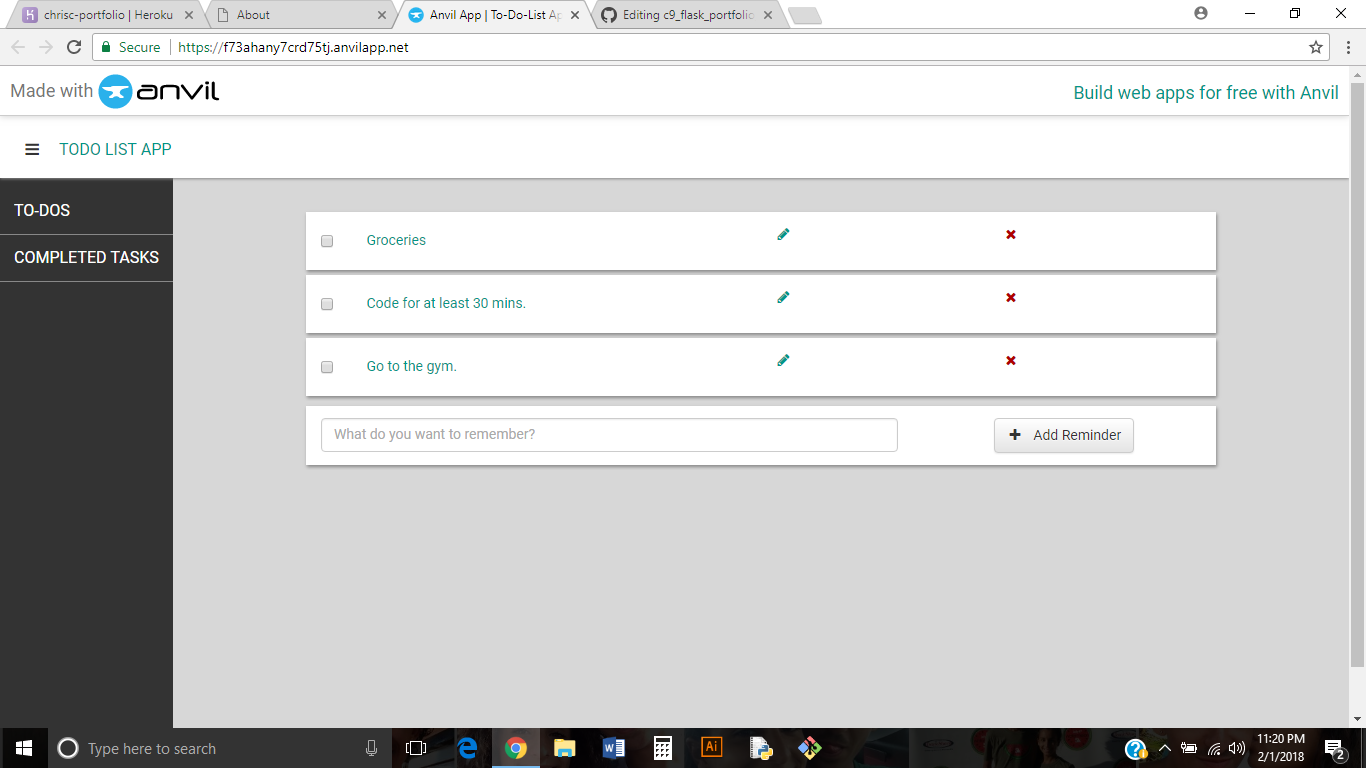 chrisc-portfolio | Heroku
About
Anvil App | To-Do-List Ap
Editing c9_flask_portfolio
Secure
https://f73ahany7crd75tj.anvilapp.net
Made with anvil
Build web apps for free with Anvil
TODO LIST APP
TO-DOS
COMPLETED TASKS
Groceries
Code for at least 30 mins.
Go to the gym.
What do you want to remember?
Add Reminder
Type here to search
Ai
11:20 PM
2/1/2018
2